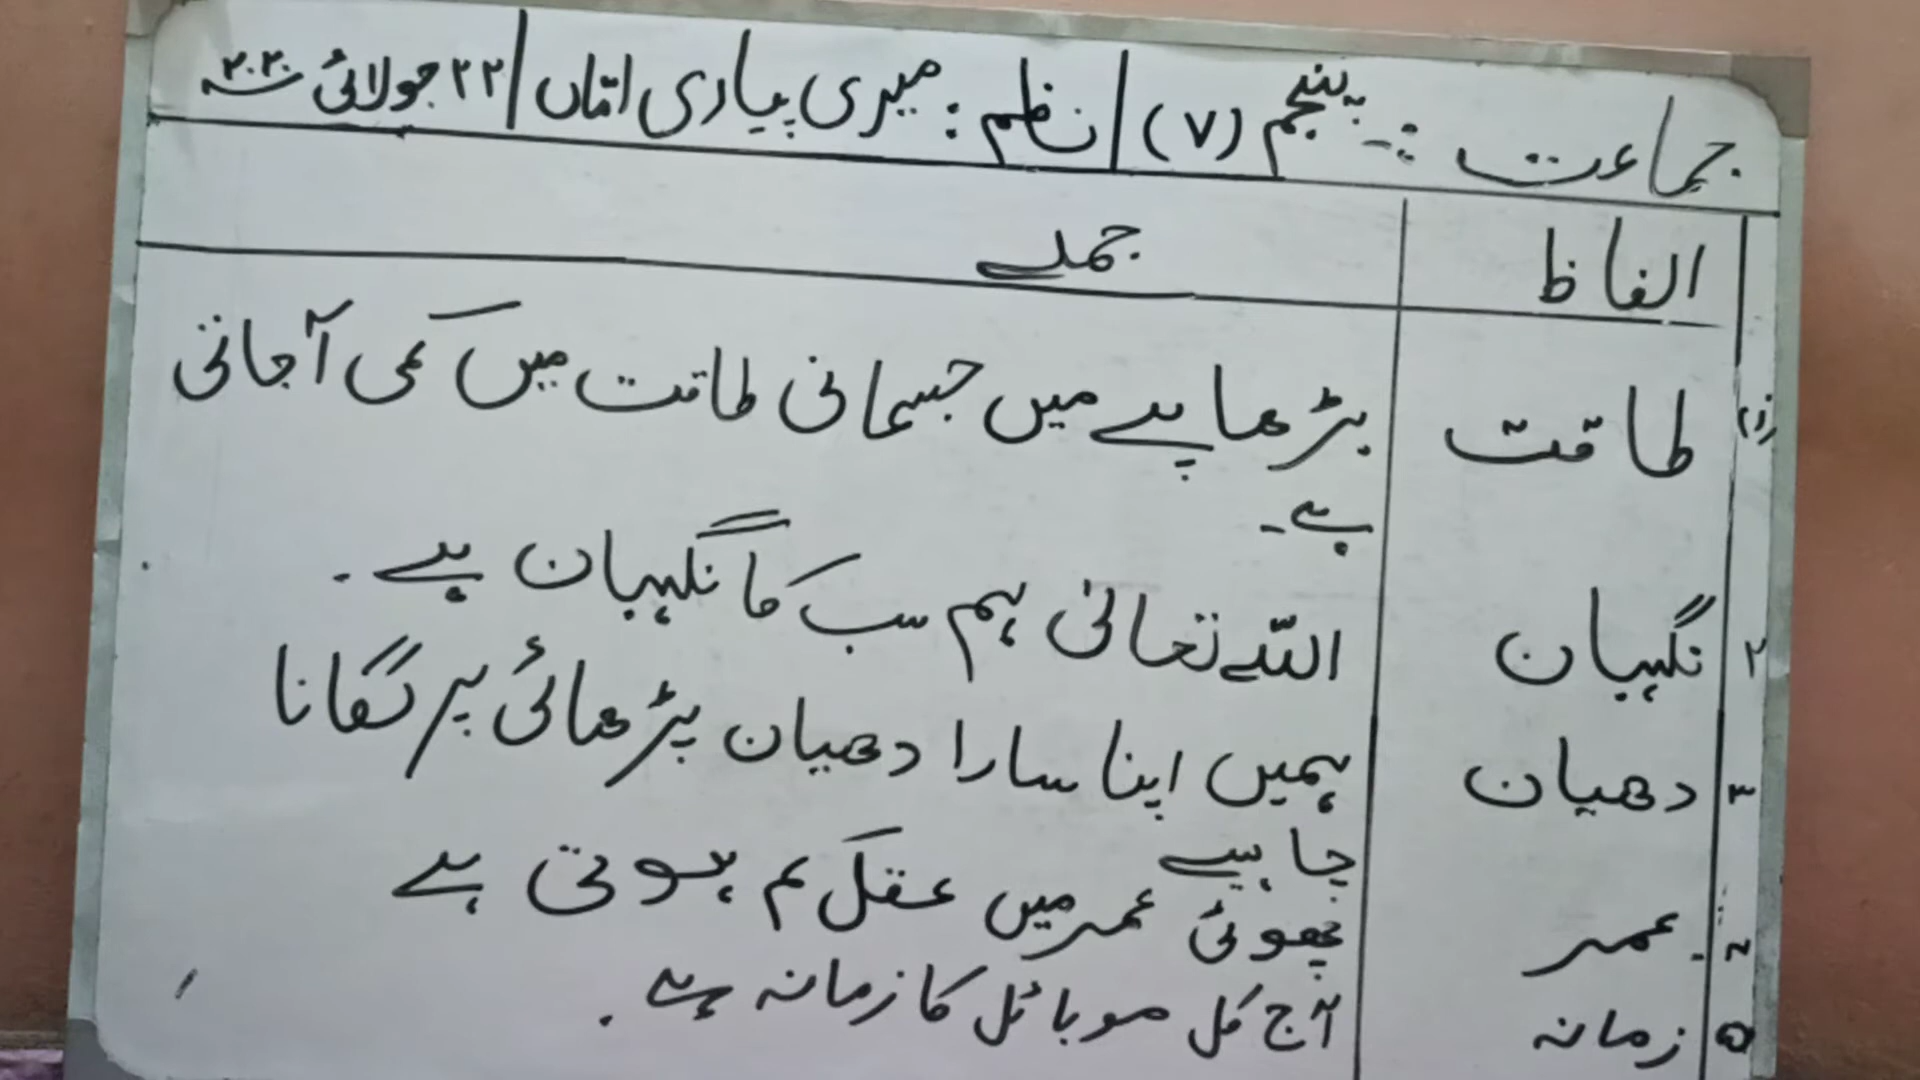 جماعت :- پنجم (V) / نظم : میری پیاری امّاں / ۲۲ جولائی ۲۰۲۰ء
الفاظ جملے
(۱) طاقت بڑھاپے میں جسمانی طاقت میں کمی آجاتی
ہے۔
۲ نگہبان اللہ تعالیٰ ہم سب کا نگہبان ہے ۔
۳ دھیان ہمیں اپنا سارا دھیان پڑھائی پر لگانا
چاہیے
۴ عمر چھوٹی عمر میں عقل کم ہوتی ہے
۵ زمانہ آج کل موبائل کا زمانہ ہے ۔